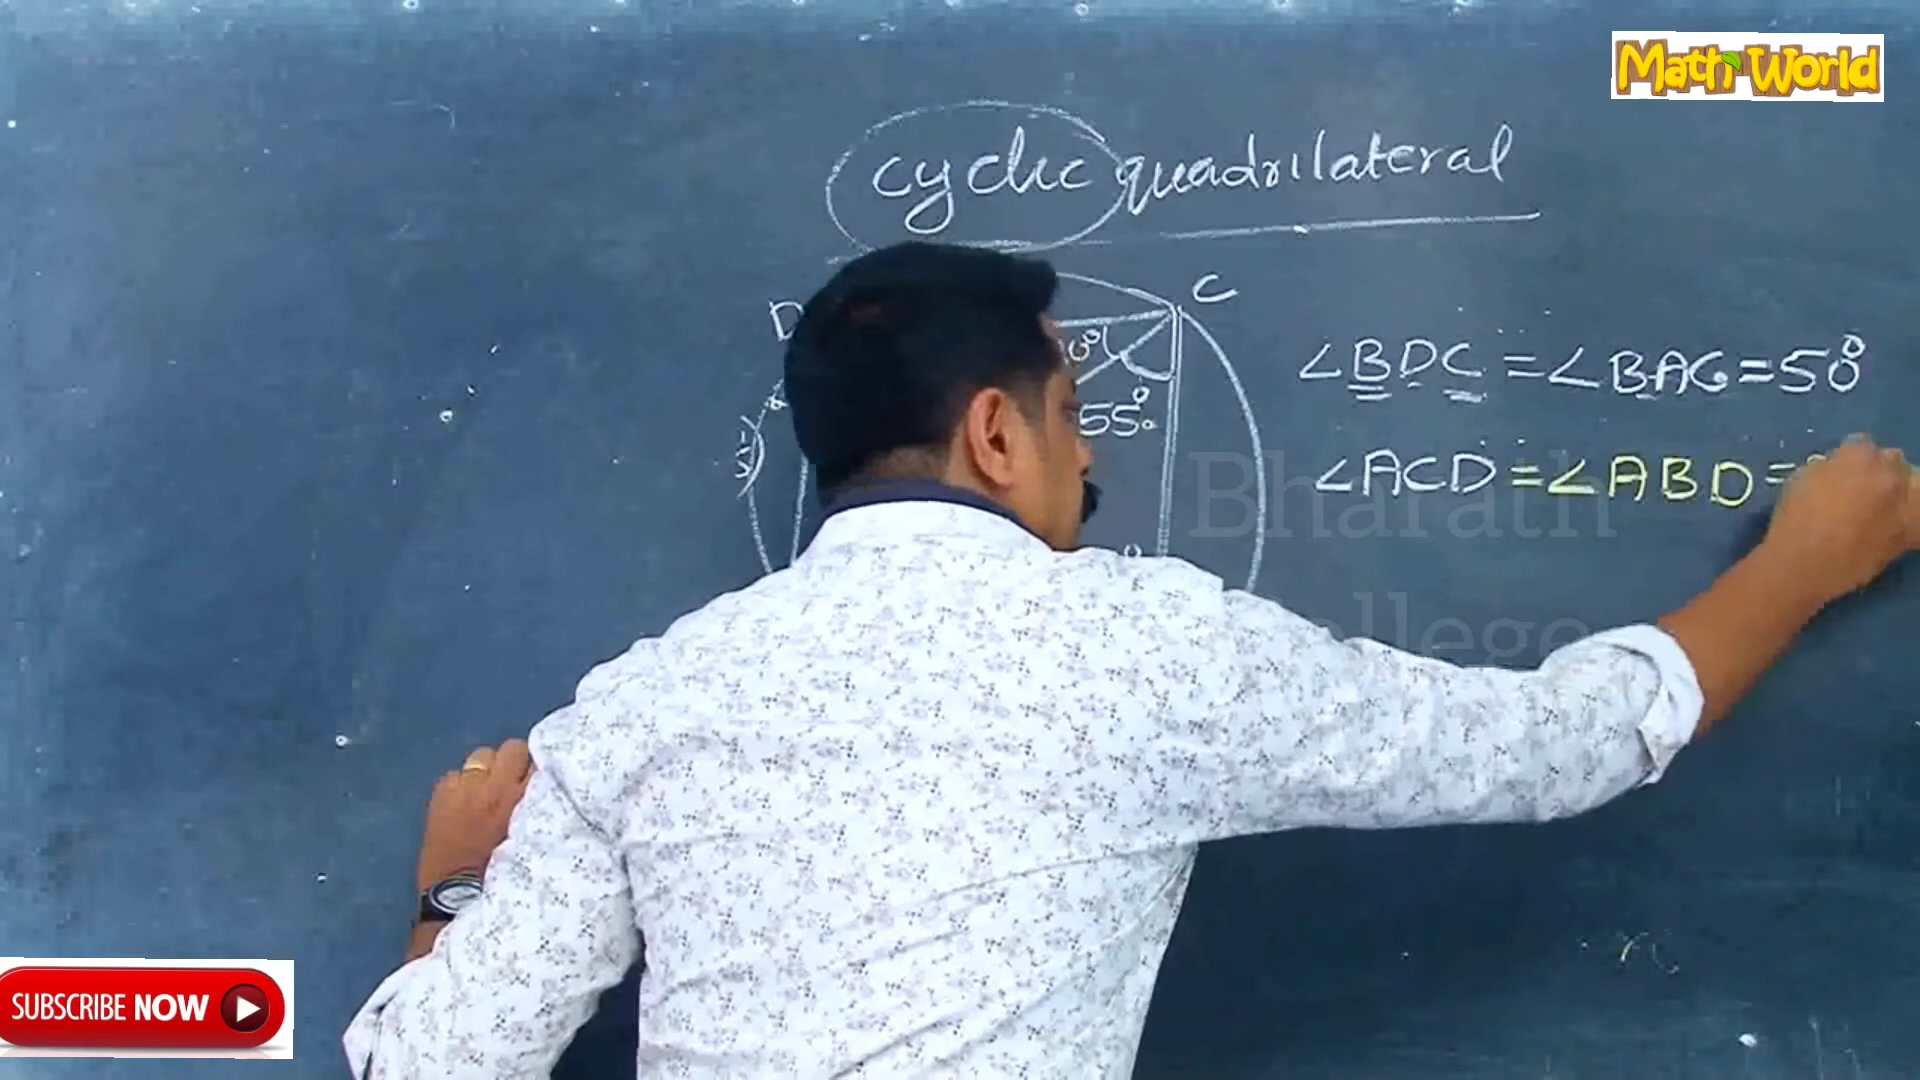 Math World
cyclic quadrilateral
D
C
55°
∠BDC = ∠BAC = 50°
∠ACD = ∠ABD =
Bharath
College
SUBSCRIBE NOW